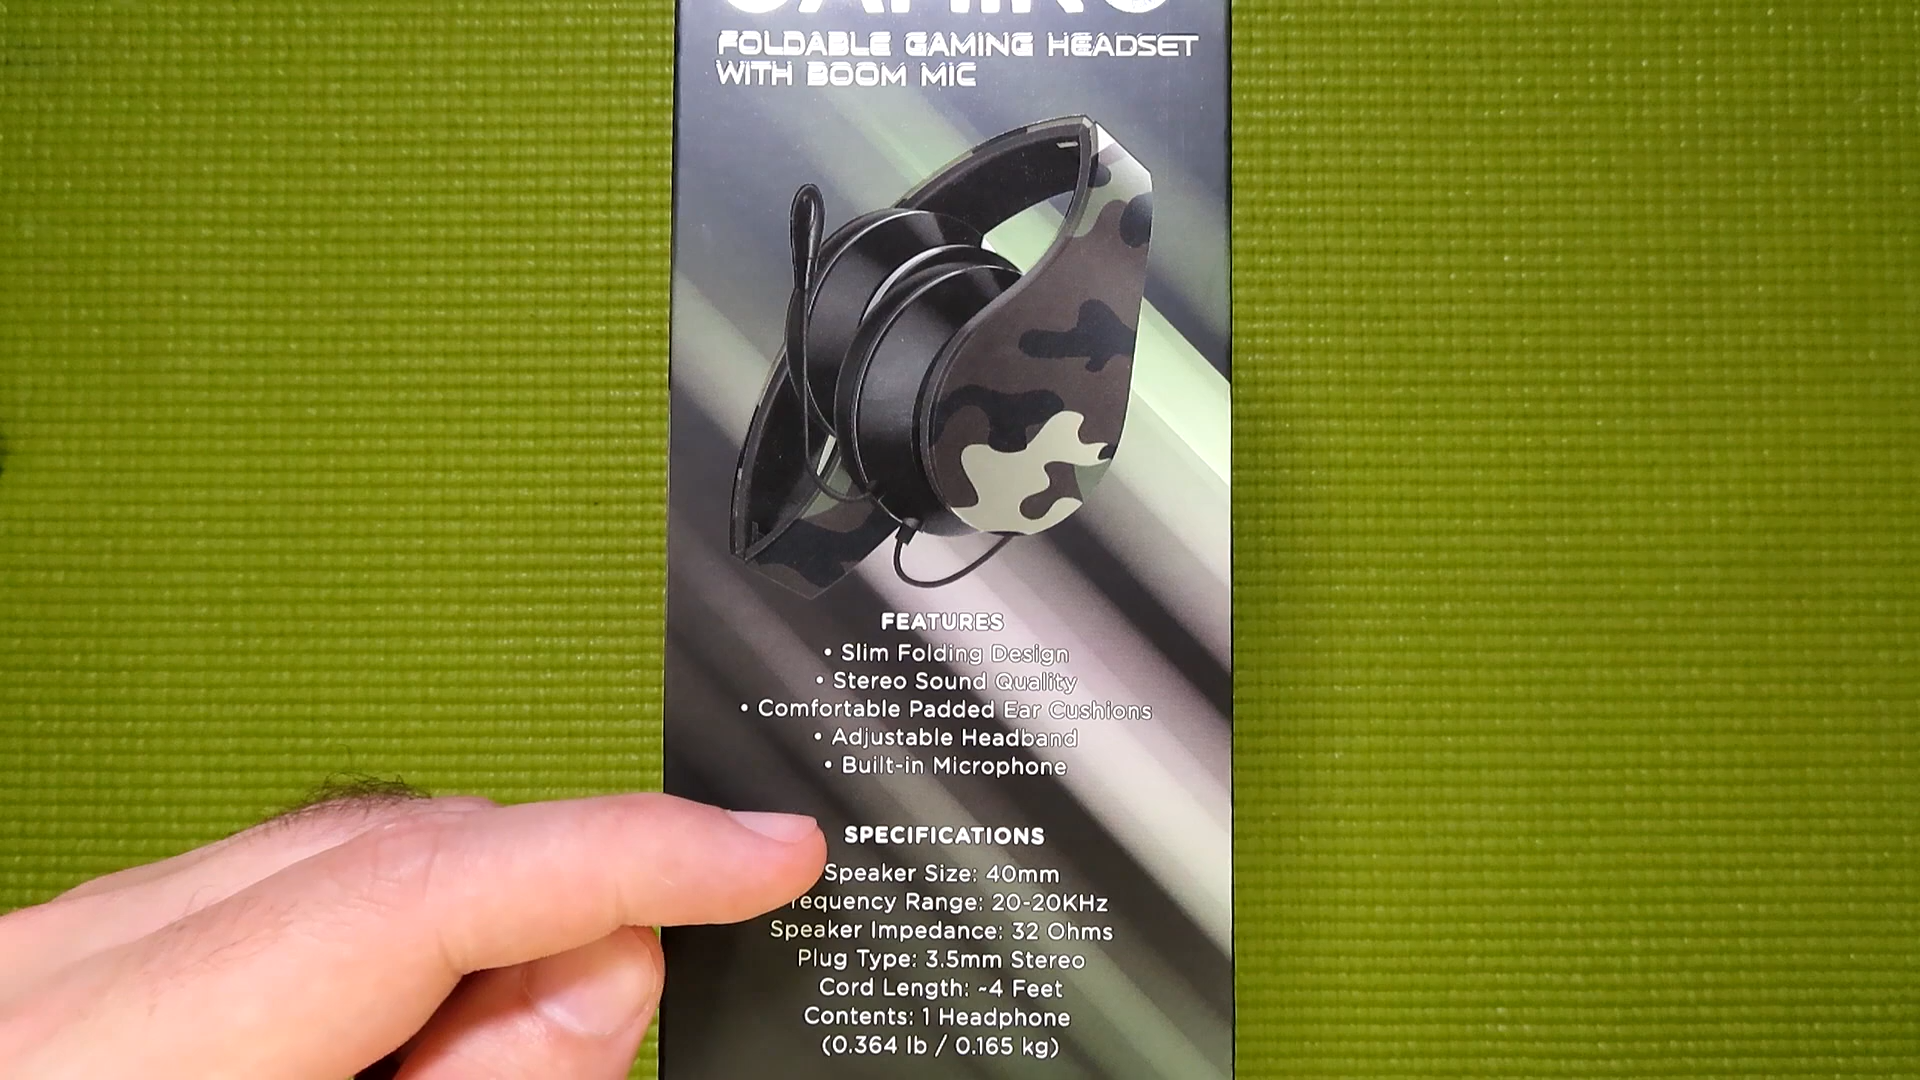 FOLDABLE GAMING HEADSET
WITH BOOM MIC
FEATURES
• Slim Folding Design
• Stereo Sound Quality
• Comfortable Padded Ear Cushions
• Adjustable Headband
• Built-in Microphone
SPECIFICATIONS
Speaker Size: 40mm
requency Range: 20-20KHz
Speaker Impedance: 32 Ohms
Plug Type: 3.5mm Stereo
Cord Length: ~4 Feet
Contents: 1 Headphone
(0.364 lb / 0.165 kg)